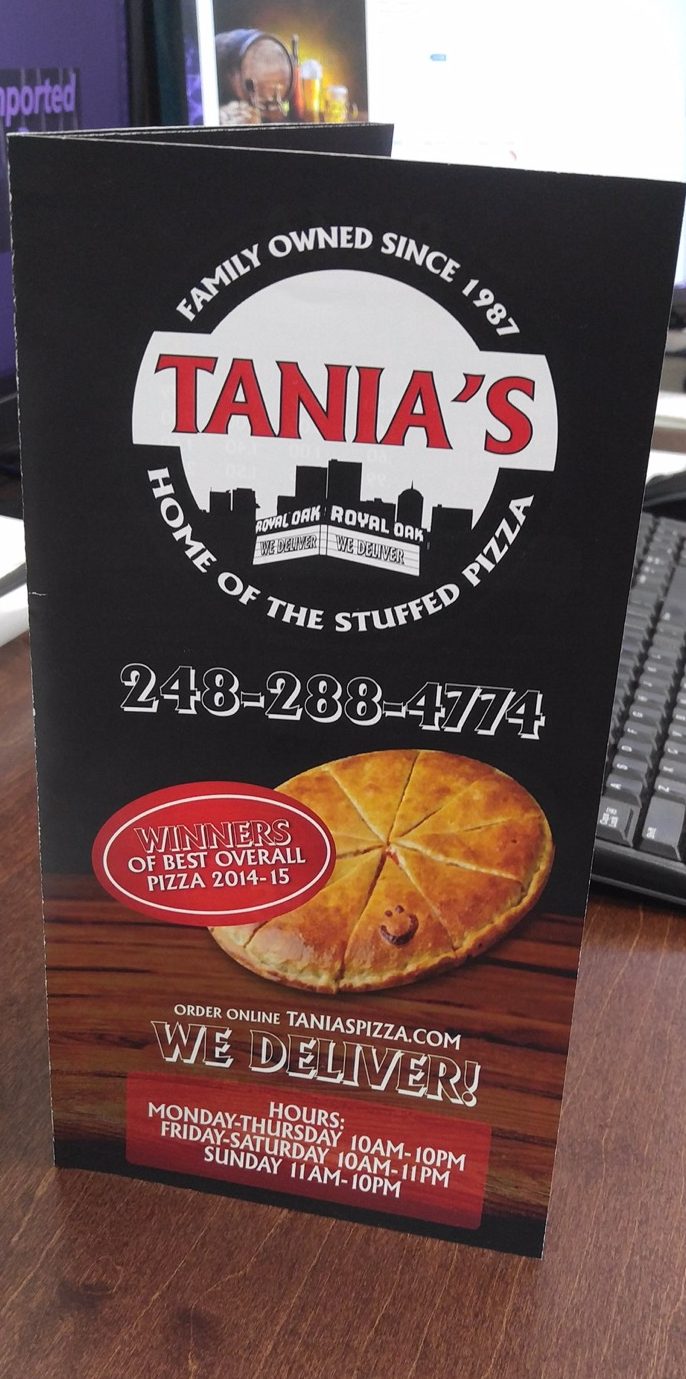 nported
FAMILY OWNED SINCE 1987
TANIA'S
ROYAL OAK ROYAL OAK
WE DELIVER WE DELIVER
HOME OF THE STUFFED PIZZA
248-288-4774
WINNERS
OF BEST OVERALL
PIZZA 2014-15
ORDER ONLINE TANIASPIZZA.COM
WE DELIVER!
HOURS:
MONDAY-THURSDAY 10AM-10PM
FRIDAY-SATURDAY 10AM-11PM
SUNDAY 11AM-10PM